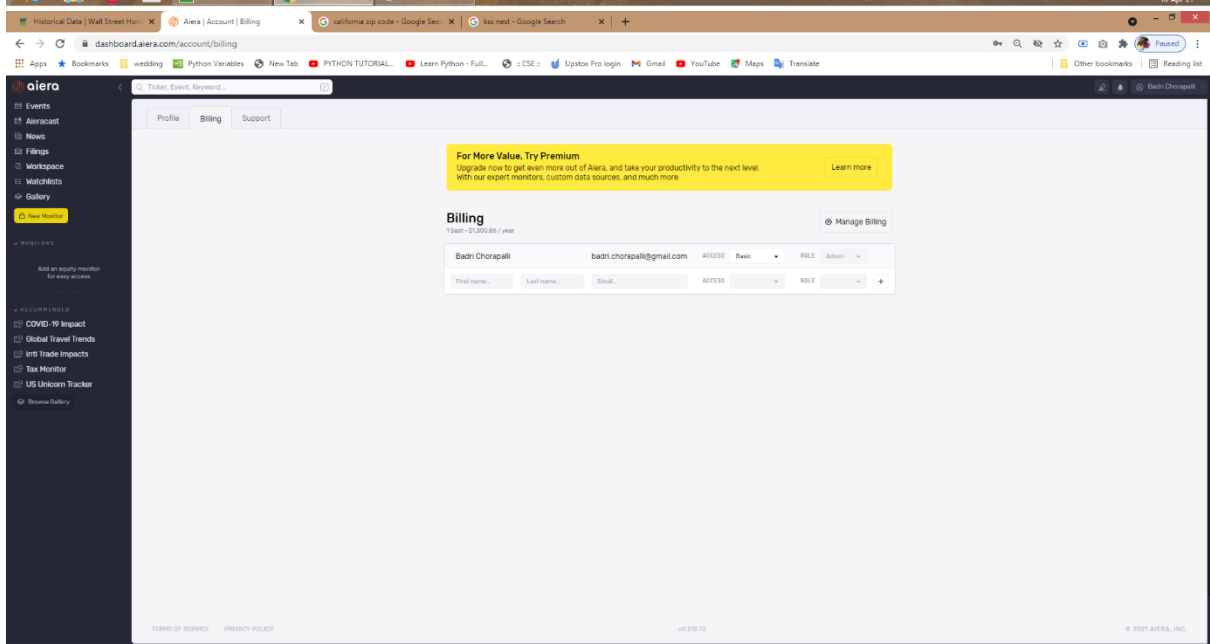 Historical Data | Wall Street Hori
Aiera | Account | Billing
california zip code - Google Sear
kss nest - Google Search
dashboard.aiera.com/account/billing
Paused
Apps
Bookmarks
wedding
Python Variables
New Tab
PYTHON TUTORIAL...
Learn Python - Full...
:: CSE ::
Upstox Pro login
Gmail
YouTube
Maps
Translate
Other bookmarks
Reading list
aiera
Ticker, Event, Keyword...
Badri Chorapalli
Events
Aieracast
News
Filings
Workspace
Watchlists
Gallery
New Monitor
MONITORS
Add an equity monitor
for easy access
RECOMMENDED
COVID-19 Impact
Global Travel Trends
Intl Trade Impacts
Tax Monitor
US Unicorn Tracker
Browse Gallery
Profile
Billing
Support
For More Value, Try Premium
Upgrade now to get even more out of Aiera, and take your productivity to the next level.
With our expert monitors, custom data sources, and much more.
Learn more
Billing
1 Seat - $1,300.86 / year
Manage Billing
Badri Chorapalli badri.chorapalli@gmail.com ACCESS Basic ROLE Admin
First name... Last name... Email... ACCESS ROLE +
TERMS OF SERVICE PRIVACY POLICY
© 2021 AIERA, INC.